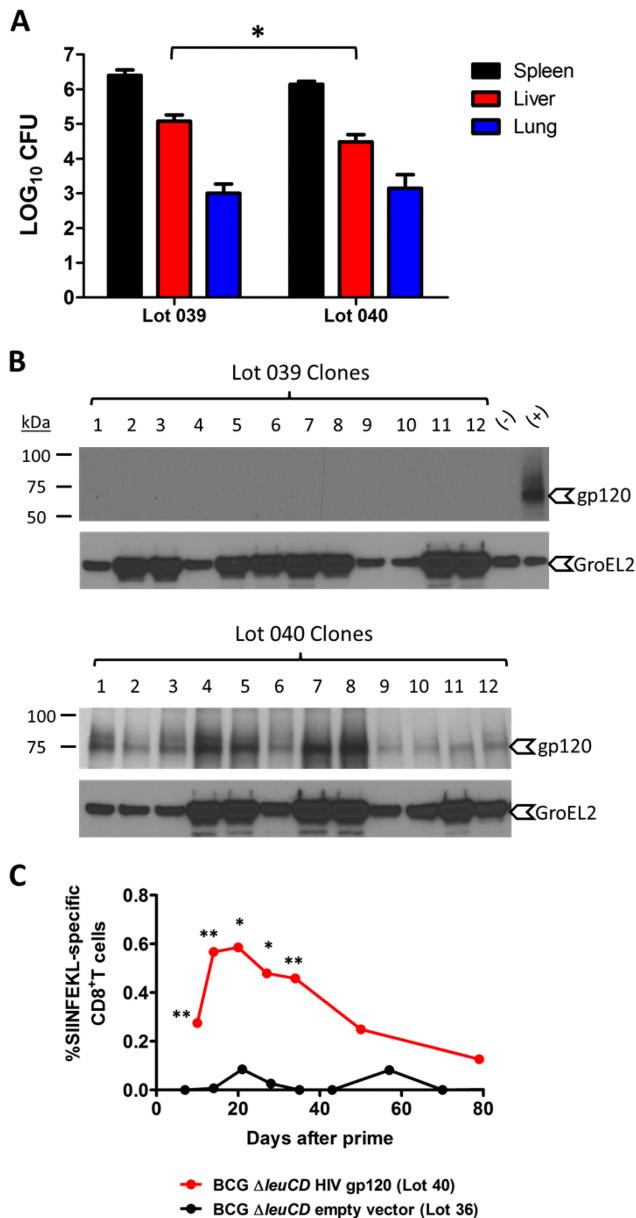 A
*
7
6
5
4
3
2
1
0
LOG10 CFU
Lot 039
Lot 040
Spleen
Liver
Lung
B
Lot 039 Clones
kDa
1 2 3 4 5 6 7 8 9 10 11 12 (-) (+)
100
75
50
gp120
GroEL2
Lot 040 Clones
1 2 3 4 5 6 7 8 9 10 11 12
100
75
gp120
GroEL2
C
%SIINFEKL-specific
CD8+T cells
0.8
0.6
0.4
0.2
0.0
** ** * * **
0 20 40 60 80
Days after prime
BCG ΔleuCD HIV gp120 (Lot 40)
BCG ΔleuCD empty vector (Lot 36)